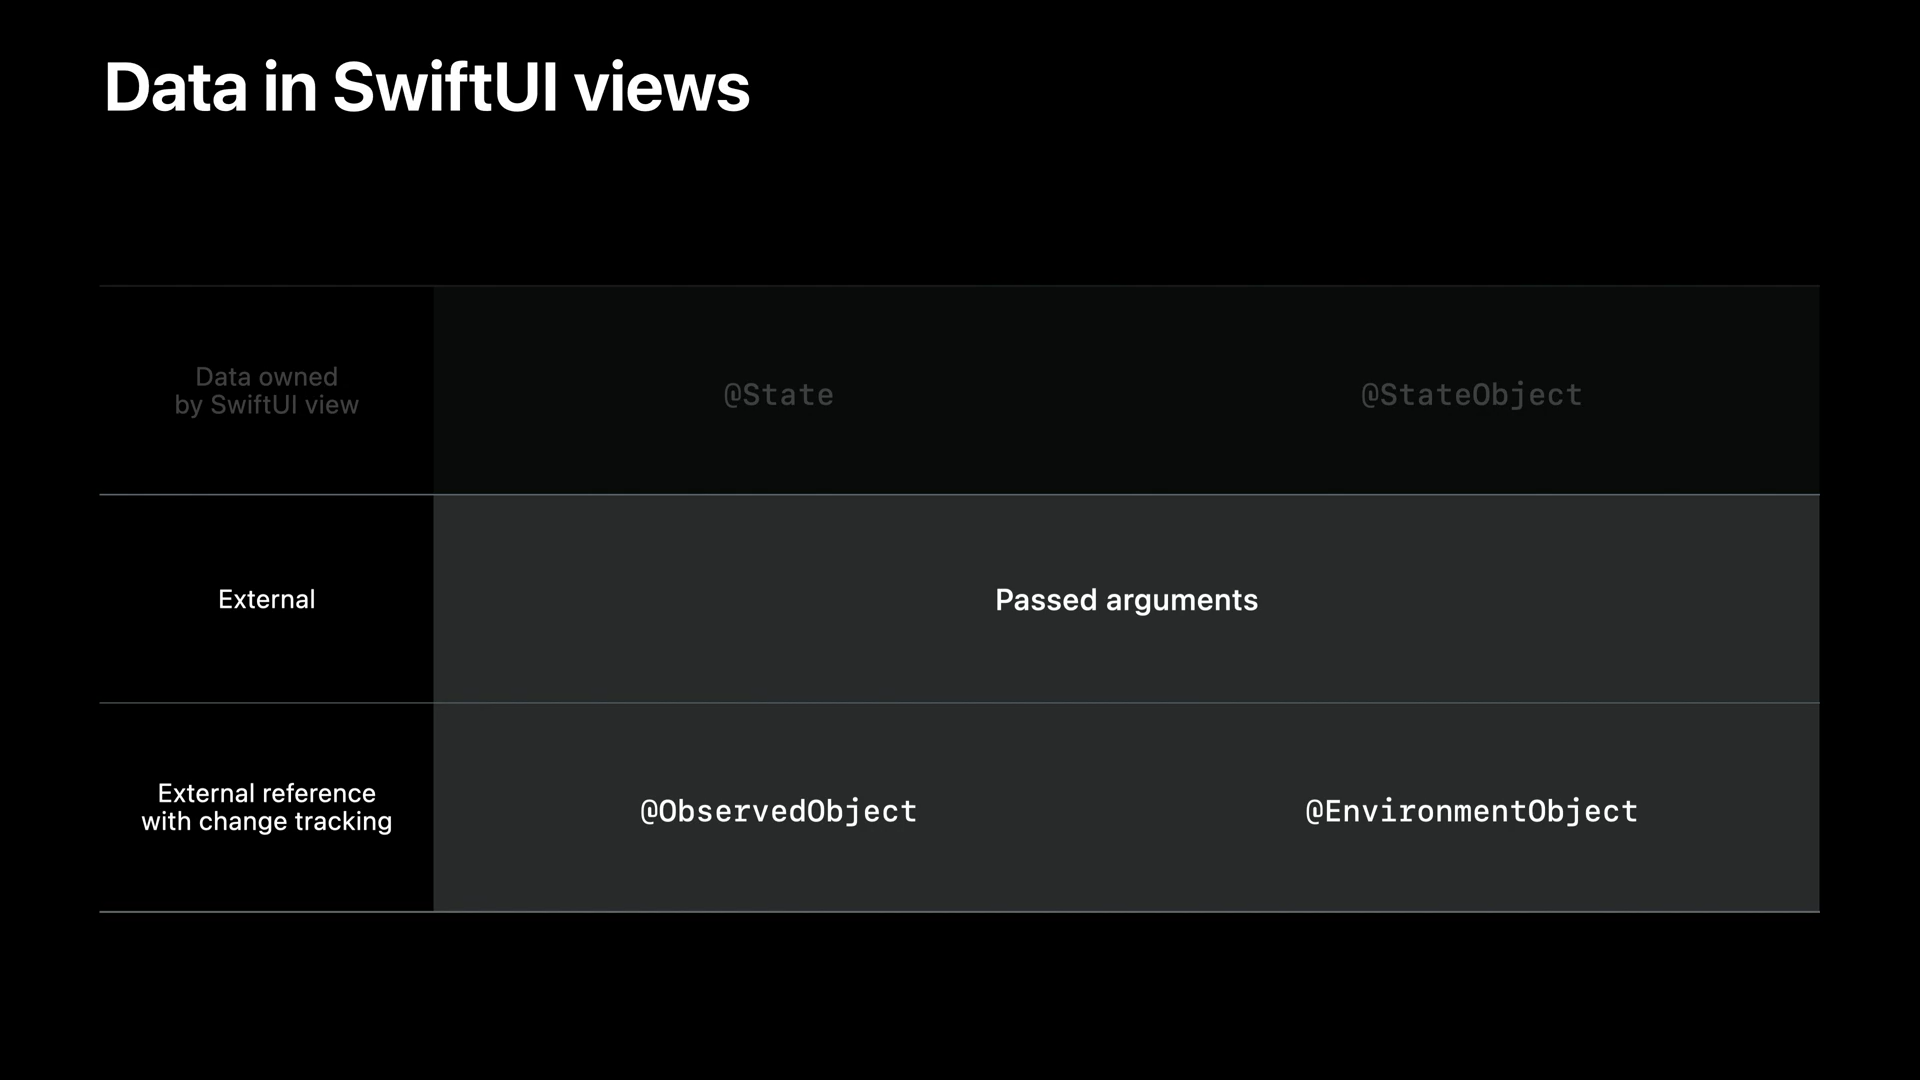 Data in SwiftUI views
Data owned
by SwiftUI view
@State
@StateObject
External
Passed arguments
External reference
with change tracking
@ObservedObject
@EnvironmentObject